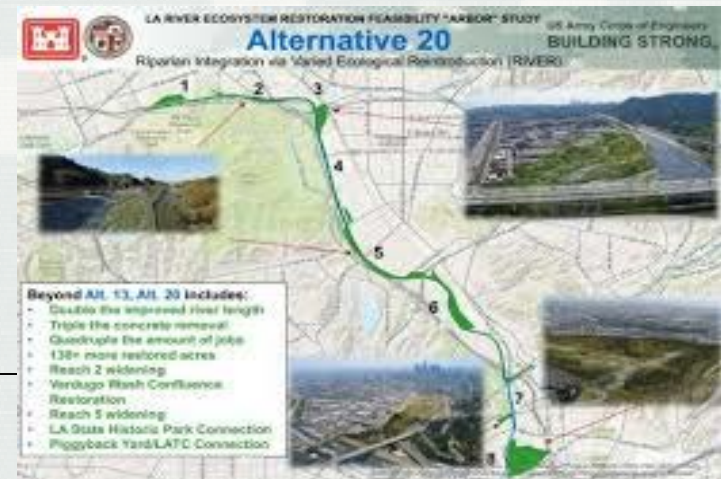 LA RIVER ECOSYSTEM RESTORATION FEASIBILITY "ARBOR" STUDY
US Army Corps of Engineers
Alternative 20
BUILDING STRONG,
Riparian Integration via Varied Ecological Reintroduction (RIVER)
1
2
3
4
5
6
7
8
Beyond Alt. 13, Alt. 20 includes:
• Double the improved river length
• Triple the concrete removal
• Quadruple the amount of jobs
• 130+ more restored acres
• Reach 2 widening
• Verdugo Wash Confluence
Restoration
• Reach 5 widening
• LA State Historic Park Connection
• Piggyback Yard/LATC Connection